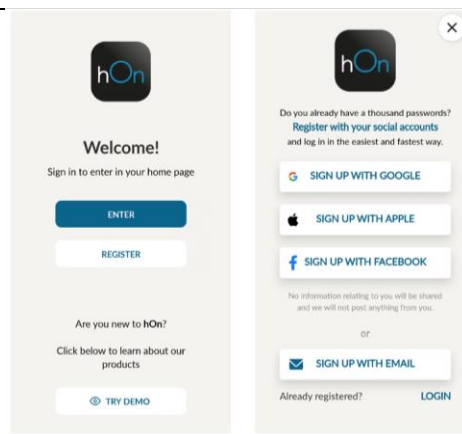 hOn
Welcome!
Sign in to enter in your home page
ENTER
REGISTER
Are you new to hOn?
Click below to learn about our
products
TRY DEMO
hOn
Do you already have a thousand passwords?
Register with your social accounts
and log in in the easiest and fastest way.
SIGN UP WITH GOOGLE
SIGN UP WITH APPLE
SIGN UP WITH FACEBOOK
No information relating to you will be shared
and we will not post anything from you.
or
SIGN UP WITH EMAIL
Already registered? LOGIN